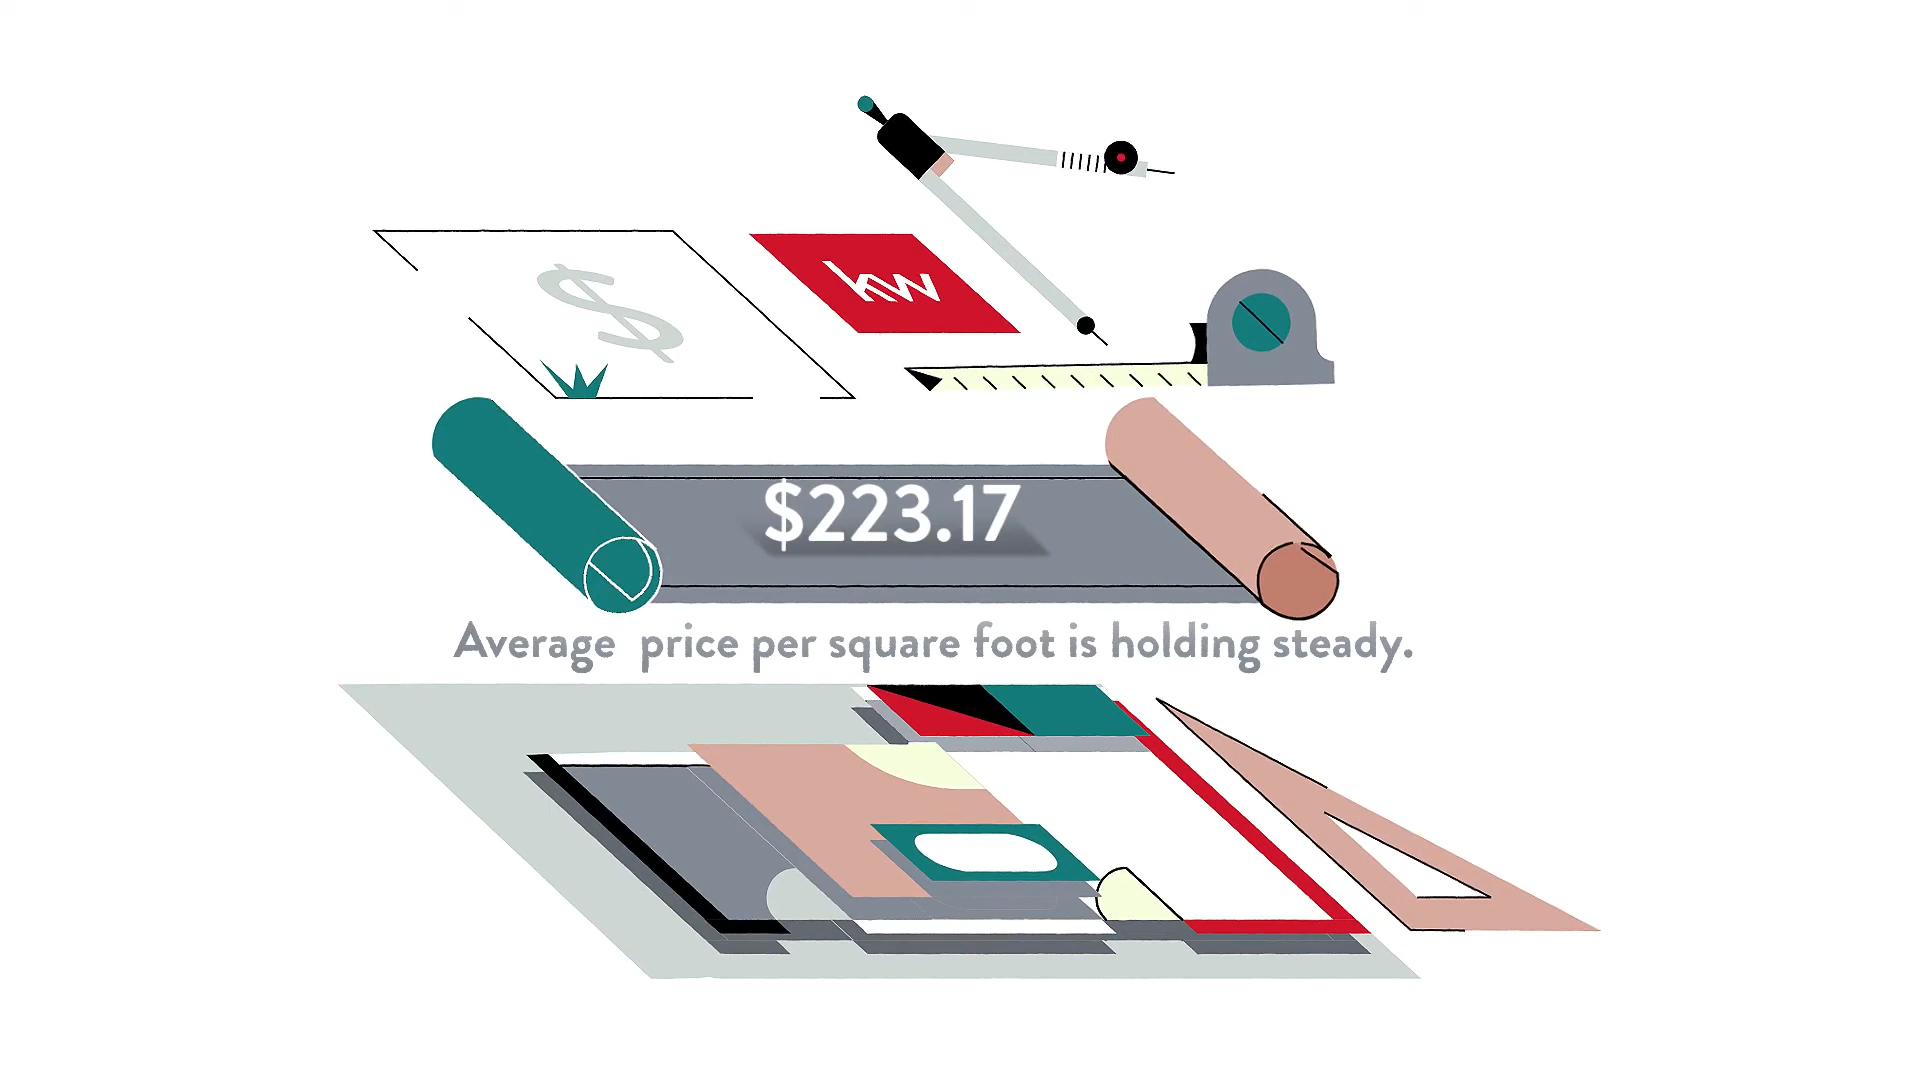 $
kw
$223.17
Average price per square foot is holding steady.